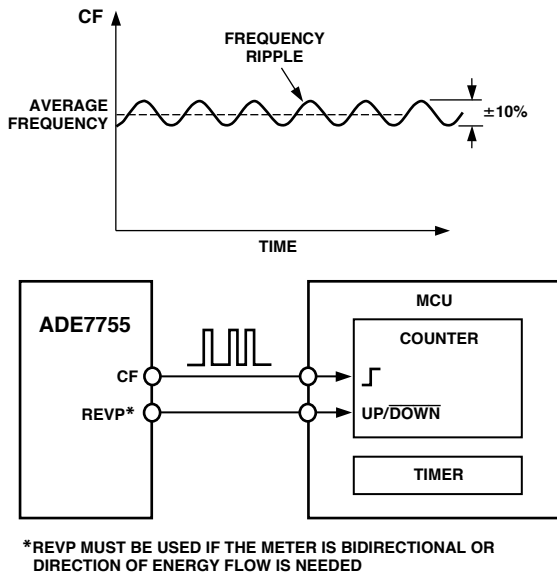 CF
FREQUENCY
RIPPLE
AVERAGE
FREQUENCY
±10%
TIME
ADE7755
CF
REVP*
MCU
COUNTER
UP/DOWN
TIMER
*REVP MUST BE USED IF THE METER IS BIDIRECTIONAL OR
DIRECTION OF ENERGY FLOW IS NEEDED